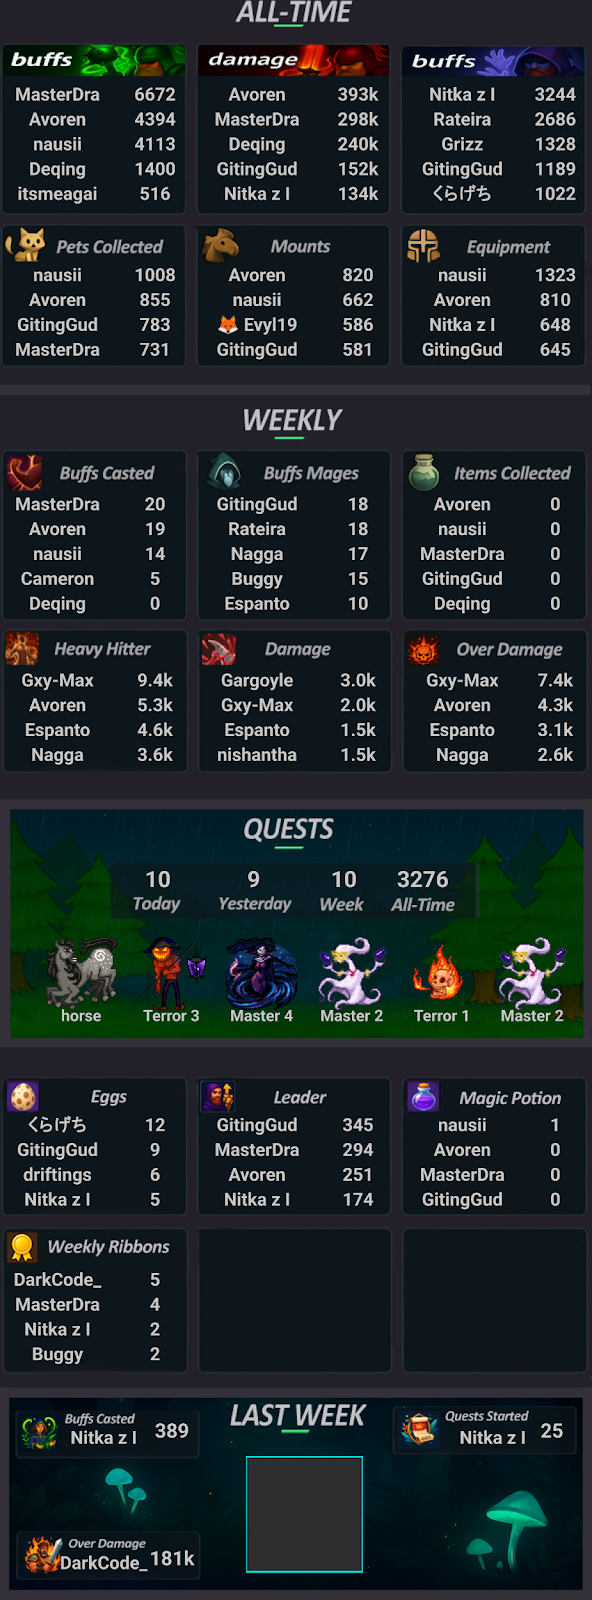 ALL-TIME
buffs damage buffs
MasterDra 6672 Avoren 393k Nitka z I 3244
Avoren 4394 MasterDra 298k Rateira 2686
nausii 4113 Deqing 240k Grizz 1328
Deqing 1400 GitingGud 152k GitingGud 1189
itsmeagai 516 Nitka z I 134k くらげち 1022
Pets Collected Mounts Equipment
nausii 1008 Avoren 820 nausii 1323
Avoren 855 nausii 662 Avoren 810
GitingGud 783 🦊 Evyl19 586 Nitka z I 648
MasterDra 731 GitingGud 581 GitingGud 645
WEEKLY
Buffs Casted Buffs Mages Items Collected
MasterDra 20 GitingGud 18 Avoren 0
Avoren 19 Rateira 18 nausii 0
nausii 14 Nagga 17 MasterDra 0
Cameron 5 Buggy 15 GitingGud 0
Deqing 0 Espanto 10 Deqing 0
Heavy Hitter Damage Over Damage
Gxy-Max 9.4k Gargoyle 3.0k Gxy-Max 7.4k
Avoren 5.3k Gxy-Max 2.0k Avoren 4.3k
Espanto 4.6k Espanto 1.5k Espanto 3.1k
Nagga 3.6k nishantha 1.5k Nagga 2.6k
QUESTS
10 9 10 3276
Today Yesterday Week All-Time
horse Terror 3 Master 4 Master 2 Terror 1 Master 2
Eggs Leader Magic Potion
くらげち 12 GitingGud 345 nausii 1
GitingGud 9 MasterDra 294 Avoren 0
driftings 6 Avoren 251 MasterDra 0
Nitka z I 5 Nitka z I 174 GitingGud 0
Weekly Ribbons
DarkCode_ 5
MasterDra 4
Nitka z I 2
Buggy 2
LAST WEEK
Buffs Casted
Nitka z I 389
Quests Started
Nitka z I 25
Over Damage
DarkCode_ 181k